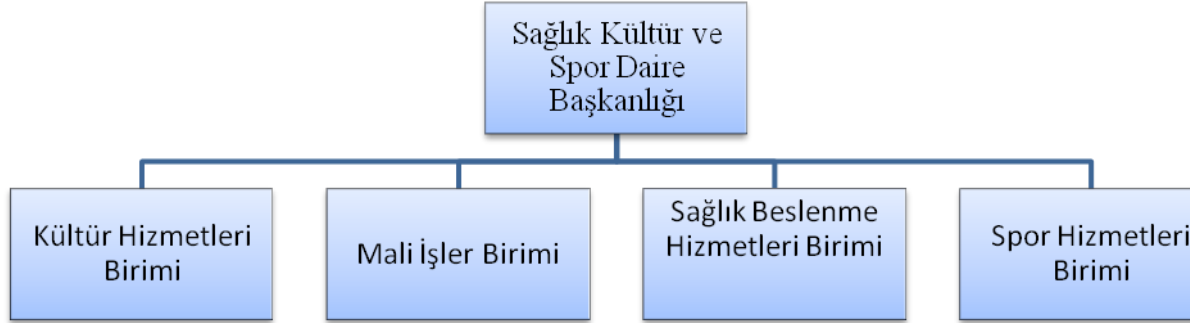 Sağlık Kültür ve
Spor Daire
Başkanlığı
Kültür Hizmetleri
Birimi
Mali İşler Birimi
Sağlık Beslenme
Hizmetleri Birimi
Spor Hizmetleri
Birimi